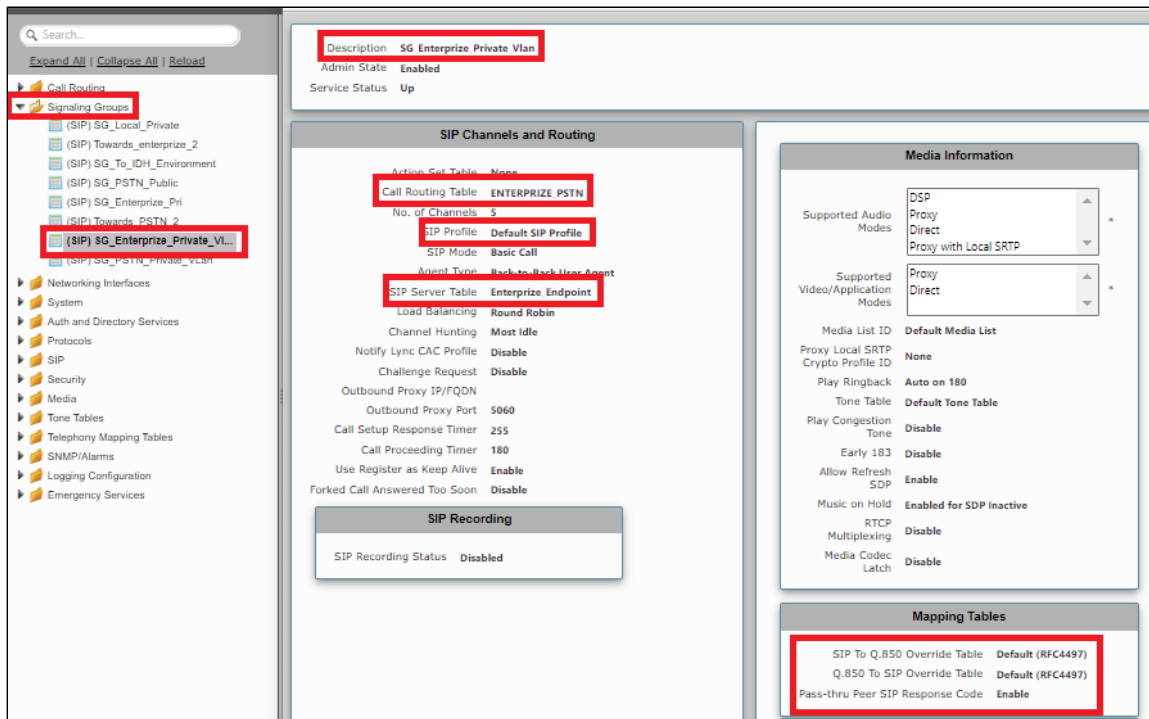 Search...
Expand All | Collapse All | Reload
Call Routing
Signaling Groups
(SIP) SG_Local_Private
(SIP) Towards_enterprize_2
(SIP) SG_To_IDH_Environment
(SIP) SG_PSTN_Public
(SIP) SG_Enterprize_Pri
(SIP) Towards_PSTN_2
(SIP) SG_Enterprize_Private_Vl...
(SIP) SG_PSTN_Private_VLan
Networking Interfaces
System
Auth and Directory Services
Protocols
SIP
Security
Media
Tone Tables
Telephony Mapping Tables
SNMP/Alarms
Logging Configuration
Emergency Services
Description SG_Enterprize_Private_Vlan
Admin State Enabled
Service Status Up
SIP Channels and Routing
Action Set Table None
Call Routing Table ENTERPRIZE_PSTN
No. of Channels 5
SIP Profile Default SIP Profile
SIP Mode Basic Call
Agent Type Back-to-Back User Agent
SIP Server Table Enterprize_Endpoint
Load Balancing Round Robin
Channel Hunting Most Idle
Notify Lync CAC Profile Disable
Challenge Request Disable
Outbound Proxy IP/FQDN
Outbound Proxy Port 5060
Call Setup Response Timer 255
Call Proceeding Timer 180
Use Register as Keep Alive Enable
Forked Call Answered Too Soon Disable
SIP Recording
SIP Recording Status Disabled
Media Information
Supported Audio Modes
DSP
Proxy
Direct
Proxy with Local SRTP
*
Supported Video/Application Modes
Proxy
Direct
*
Media List ID Default Media List
Proxy Local SRTP Crypto Profile ID None
Play Ringback Auto on 180
Tone Table Default Tone Table
Play Congestion Tone Disable
Early 183 Disable
Allow Refresh SDP Enable
Music on Hold Enabled for SDP Inactive
RTCP Multiplexing Disable
Media Codec Latch Disable
Mapping Tables
SIP To Q.850 Override Table Default (RFC4497)
Q.850 To SIP Override Table Default (RFC4497)
Pass-thru Peer SIP Response Code Enable